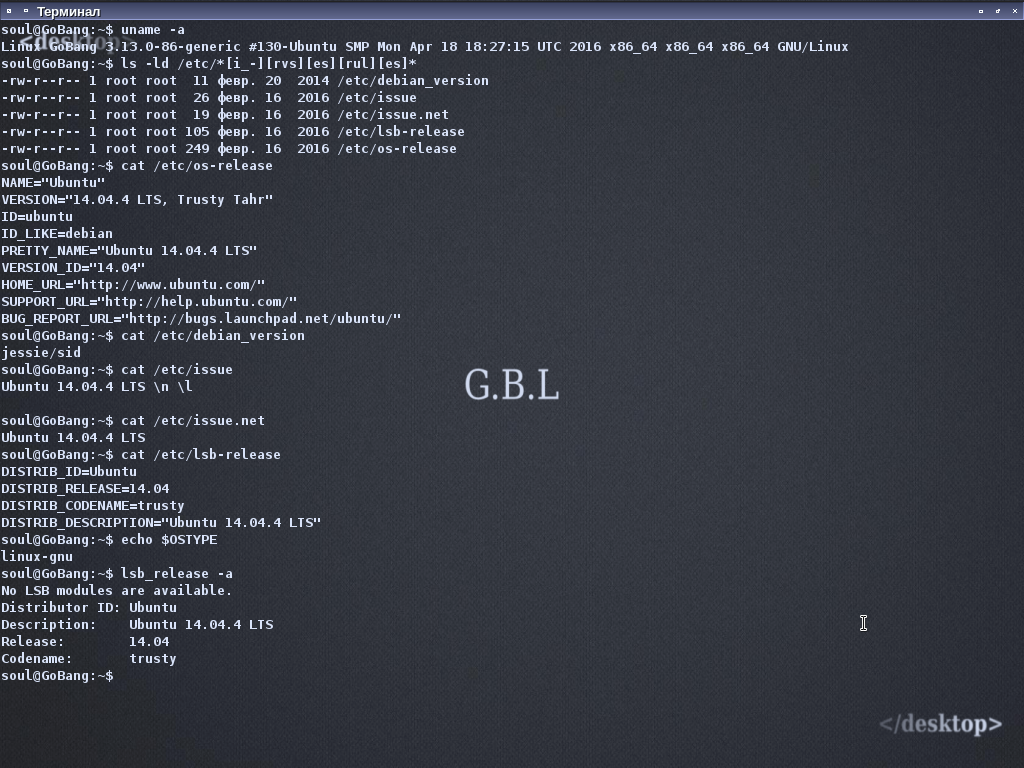 Терминал
<desktop>
soul@GoBang:~$ uname -a
Linux GoBang 3.13.0-86-generic #130-Ubuntu SMP Mon Apr 18 18:27:15 UTC 2016 x86_64 x86_64 x86_64 GNU/Linux
soul@GoBang:~$ ls -ld /etc/*[i_-][rvs][es][rul][es]*
-rw-r--r-- 1 root root  11 февр. 20  2014 /etc/debian_version
-rw-r--r-- 1 root root  26 февр. 16  2016 /etc/issue
-rw-r--r-- 1 root root  19 февр. 16  2016 /etc/issue.net
-rw-r--r-- 1 root root 105 февр. 16  2016 /etc/lsb-release
-rw-r--r-- 1 root root 249 февр. 16  2016 /etc/os-release
soul@GoBang:~$ cat /etc/os-release
NAME="Ubuntu"
VERSION="14.04.4 LTS, Trusty Tahr"
ID=ubuntu
ID_LIKE=debian
PRETTY_NAME="Ubuntu 14.04.4 LTS"
VERSION_ID="14.04"
HOME_URL="http://www.ubuntu.com/"
SUPPORT_URL="http://help.ubuntu.com/"
BUG_REPORT_URL="http://bugs.launchpad.net/ubuntu/"
soul@GoBang:~$ cat /etc/debian_version
jessie/sid
soul@GoBang:~$ cat /etc/issue
Ubuntu 14.04.4 LTS \n \l
G.B.L
soul@GoBang:~$ cat /etc/issue.net
Ubuntu 14.04.4 LTS
soul@GoBang:~$ cat /etc/lsb-release
DISTRIB_ID=Ubuntu
DISTRIB_RELEASE=14.04
DISTRIB_CODENAME=trusty
DISTRIB_DESCRIPTION="Ubuntu 14.04.4 LTS"
soul@GoBang:~$ echo $OSTYPE
linux-gnu
soul@GoBang:~$ lsb_release -a
No LSB modules are available.
Distributor ID: Ubuntu
Description:    Ubuntu 14.04.4 LTS
Release:        14.04
Codename:       trusty
soul@GoBang:~$
</desktop>